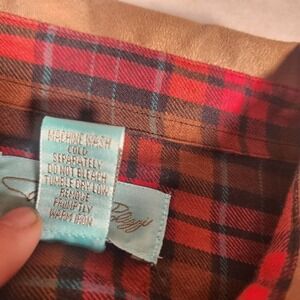 MACHINE WASH
COLD
SEPARATELY
DO NOT BLEACH
TUMBLE DRY LOW
REMOVE
PROMPTLY
WARM IRON